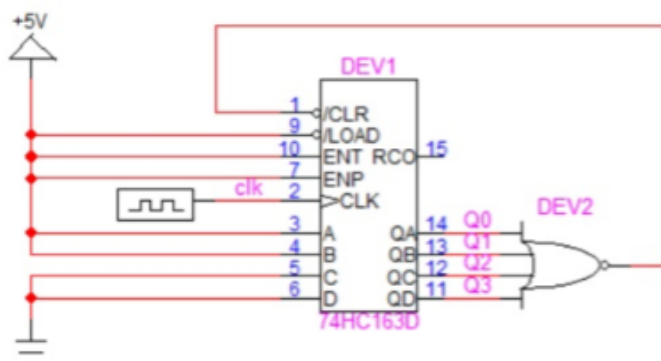 +5V
DEV1
1 /CLR
9 /LOAD
10 ENT RCO 15
7 ENP
clk 2 CLK
3 A QA 14 Q0
4 B QB 13 Q1
5 C QC 12 Q2
6 D QD 11 Q3
DEV2
74HC163D